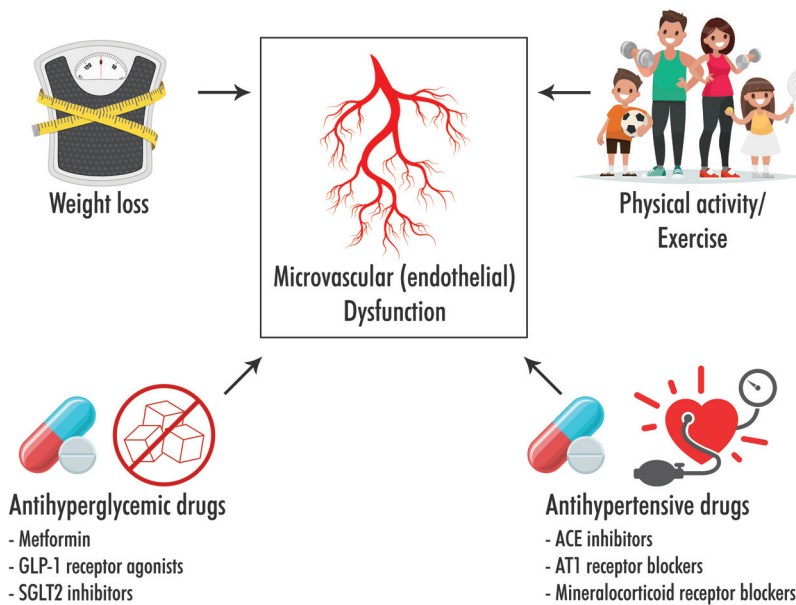 Weight loss
Physical activity/
Exercise
Microvascular (endothelial)
Dysfunction
Antihyperglycemic drugs
- Metformin
- GLP-1 receptor agonists
- SGLT2 inhibitors
Antihypertensive drugs
- ACE inhibitors
- AT1 receptor blockers
- Mineralocorticoid receptor blockers